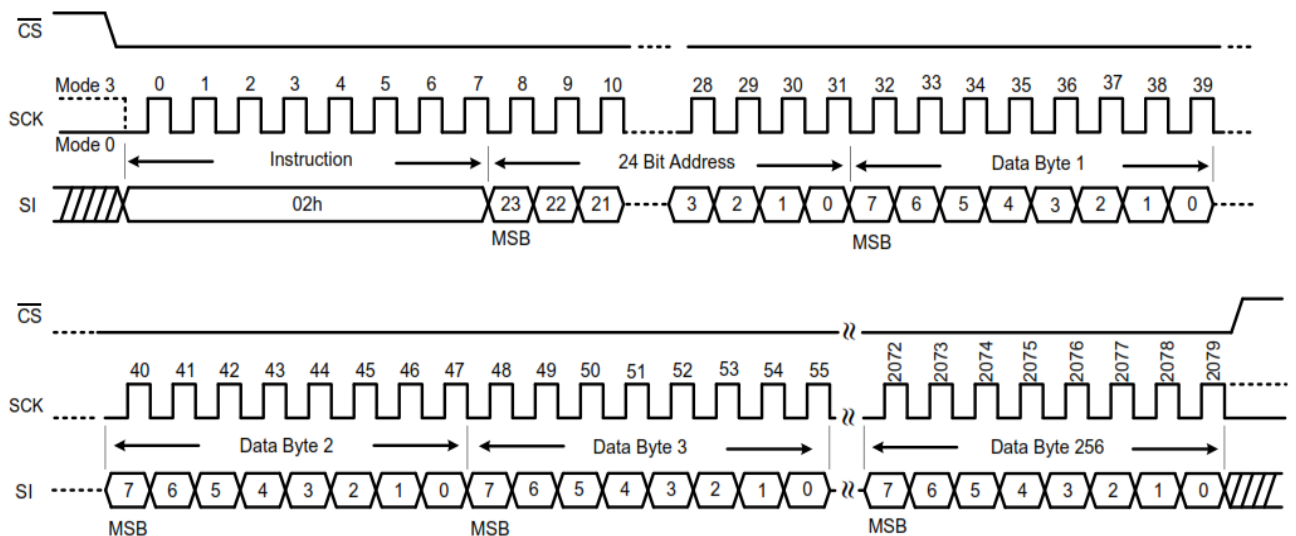 CS
Mode 3 0 1 2 3 4 5 6 7 8 9 10 28 29 30 31 32 33 34 35 36 37 38 39
SCK
Mode 0
Instruction 24 Bit Address Data Byte 1
SI 02h 23 22 21 3 2 1 0 7 6 5 4 3 2 1 0
MSB MSB
CS
40 41 42 43 44 45 46 47 48 49 50 51 52 53 54 55 2072 2073 2074 2075 2076 2077 2078 2079
SCK
Data Byte 2 Data Byte 3 Data Byte 256
SI 7 6 5 4 3 2 1 0 7 6 5 4 3 2 1 0 7 6 5 4 3 2 1 0
MSB MSB MSB